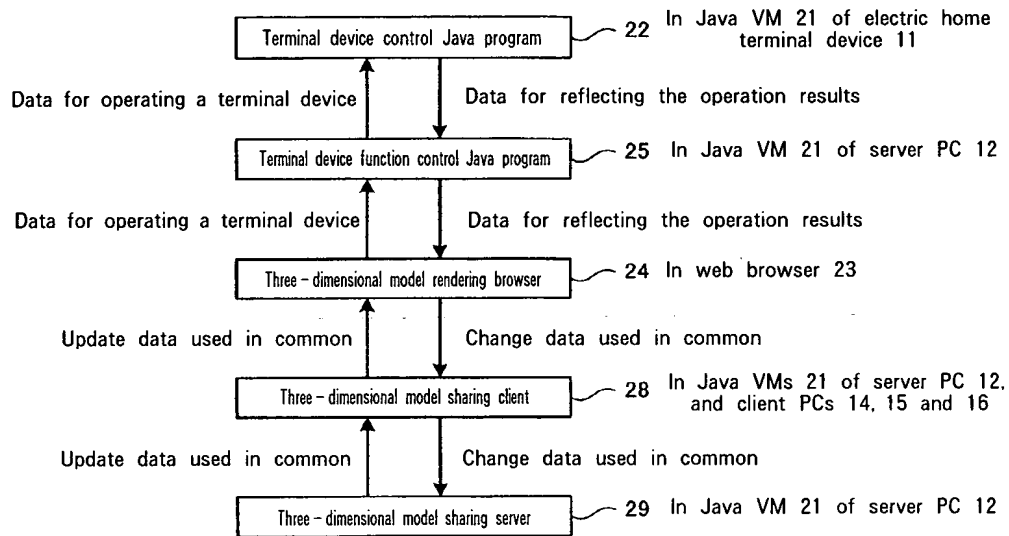 Terminal device control Java program
22 In Java VM 21 of electric home
terminal device 11
Data for operating a terminal device
Data for reflecting the operation results
Terminal device function control Java program
25 In Java VM 21 of server PC 12
Data for operating a terminal device
Data for reflecting the operation results
Three-dimensional model rendering browser
24 In web browser 23
Update data used in common
Change data used in common
Three-dimensional model sharing client
28 In Java VMs 21 of server PC 12,
and client PCs 14, 15 and 16
Update data used in common
Change data used in common
Three-dimensional model sharing server
29 In Java VM 21 of server PC 12